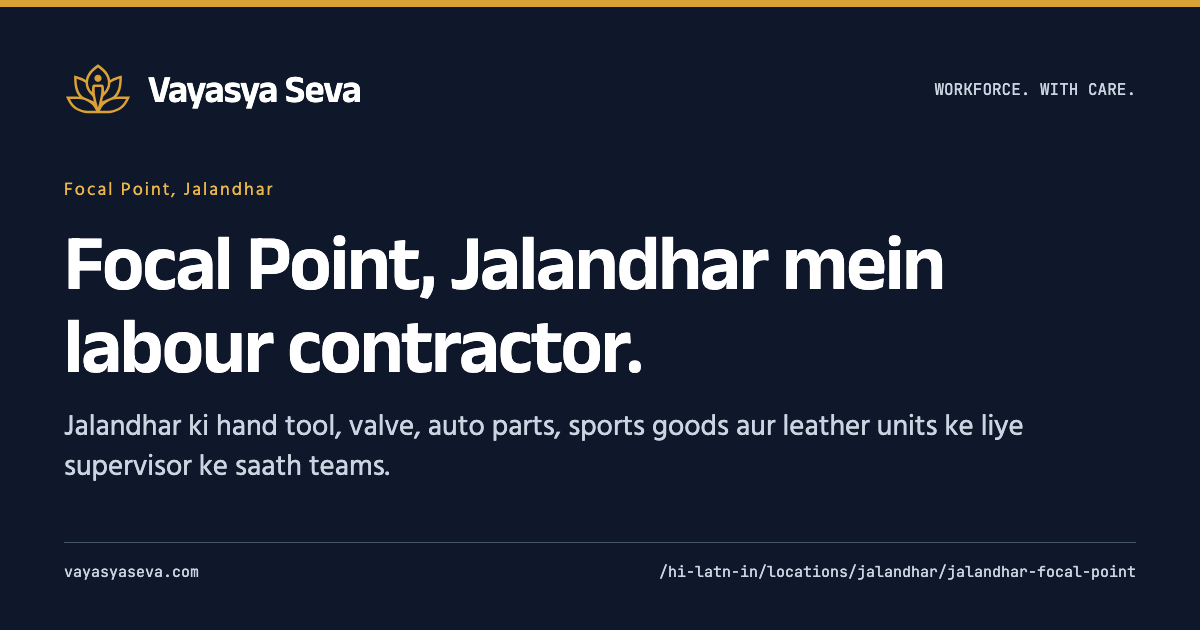 Vayasya Seva
WORKFORCE. WITH CARE.
Focal Point, Jalandhar
Focal Point, Jalandhar mein
labour contractor.
Jalandhar ki hand tool, valve, auto parts, sports goods aur leather units ke liye
supervisor ke saath teams.
vayasyaseva.com
/hi-latn-in/locations/jalandhar/jalandhar-focal-point